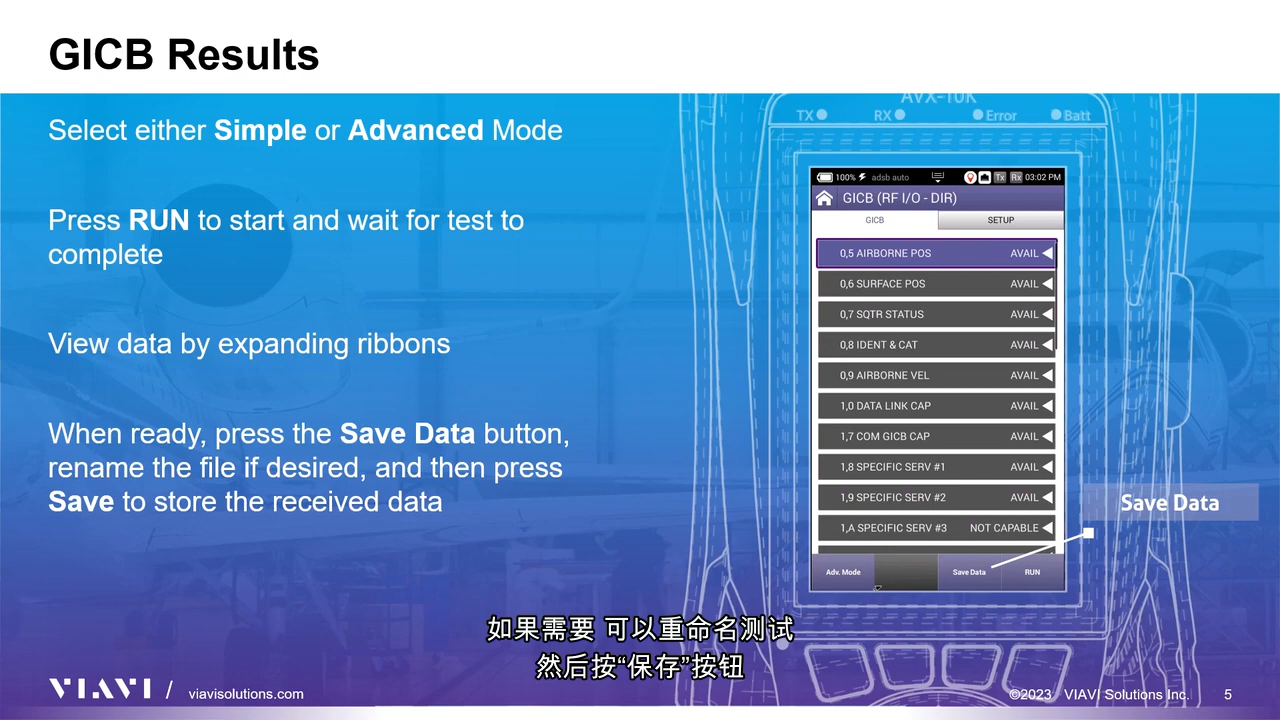 GICB Results
Select either Simple or Advanced Mode
Press RUN to start and wait for test to
complete
View data by expanding ribbons
When ready, press the Save Data button,
rename the file if desired, and then press
Save to store the received data
AVX-10K
TX
RX
Error
Batt
100%
adsb auto
Tx
Rx
03:02 PM
GICB (RF I/O - DIR)
GICB
SETUP
0,5 AIRBORNE POS AVAIL
0,6 SURFACE POS AVAIL
0,7 SQTR STATUS AVAIL
0,8 IDENT & CAT AVAIL
0,9 AIRBORNE VEL AVAIL
1,0 DATA LINK CAP AVAIL
1,7 COM GICB CAP AVAIL
1,8 SPECIFIC SERV #1 AVAIL
1,9 SPECIFIC SERV #2 AVAIL
1,A SPECIFIC SERV #3 NOT CAPABLE
Adv. Mode
Save Data
RUN
Save Data
如果需要 可以重命名测试
然后按“保存”按钮
VIAVI / viavisolutions.com
©2023 VIAVI Solutions Inc. 5